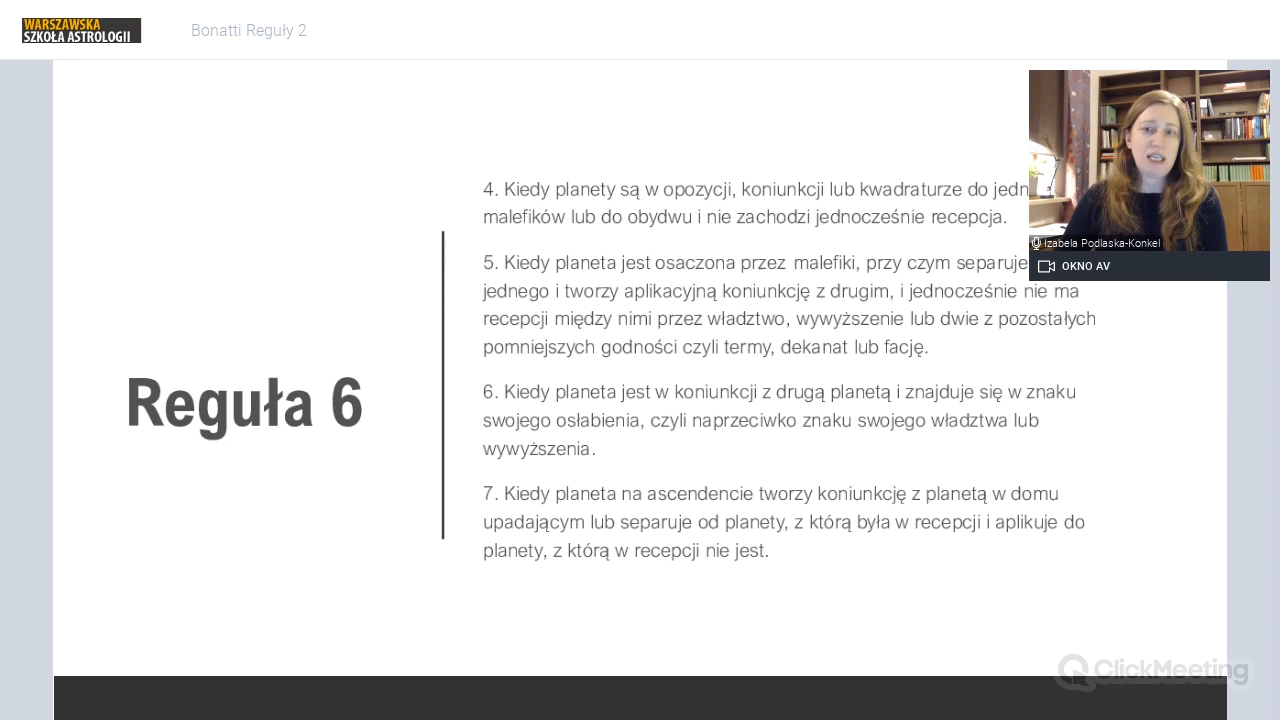 WARSZAWSKA
SZKOŁA ASTROLOGII
Bonatti Reguły 2
4. Kiedy planety są w opozycji, koniunkcji lub kwadraturze do jedn
malefików lub do obydwu i nie zachodzi jednocześnie recepcja.
5. Kiedy planeta jest osaczona przez malefiki, przy czym separuje
jednego i tworzy aplikacyjną koniunkcję z drugim, i jednocześnie nie ma
recepcji między nimi przez władztwo, wywyższenie lub dwie z pozostałych
pomniejszych godności czyli termy, dekanat lub fację.
Reguła 6
6. Kiedy planeta jest w koniunkcji z drugą planetą i znajduje się w znaku
swojego osłabienia, czyli naprzeciwko znaku swojego władztwa lub
wywyższenia.
7. Kiedy planeta na ascendencie tworzy koniunkcję z planetą w domu
upadającym lub separuje od planety, z którą była w recepcji i aplikuje do
planety, z którą w recepcji nie jest.
Izabela Podlaska-Konkel
OKNO AV
ClickMeeting